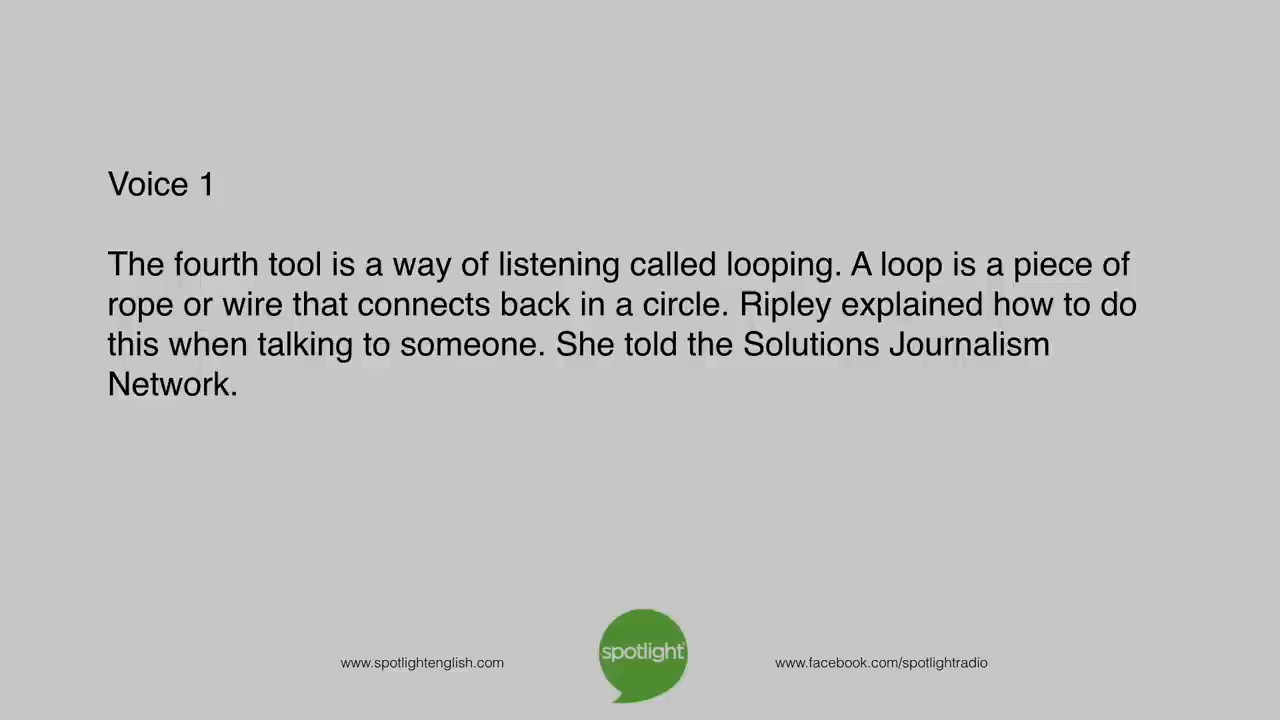 Voice 1
The fourth tool is a way of listening called looping. A loop is a piece of
rope or wire that connects back in a circle. Ripley explained how to do
this when talking to someone. She told the Solutions Journalism
Network.
spotlight
www.spotlightenglish.com
www.facebook.com/spotlightradio